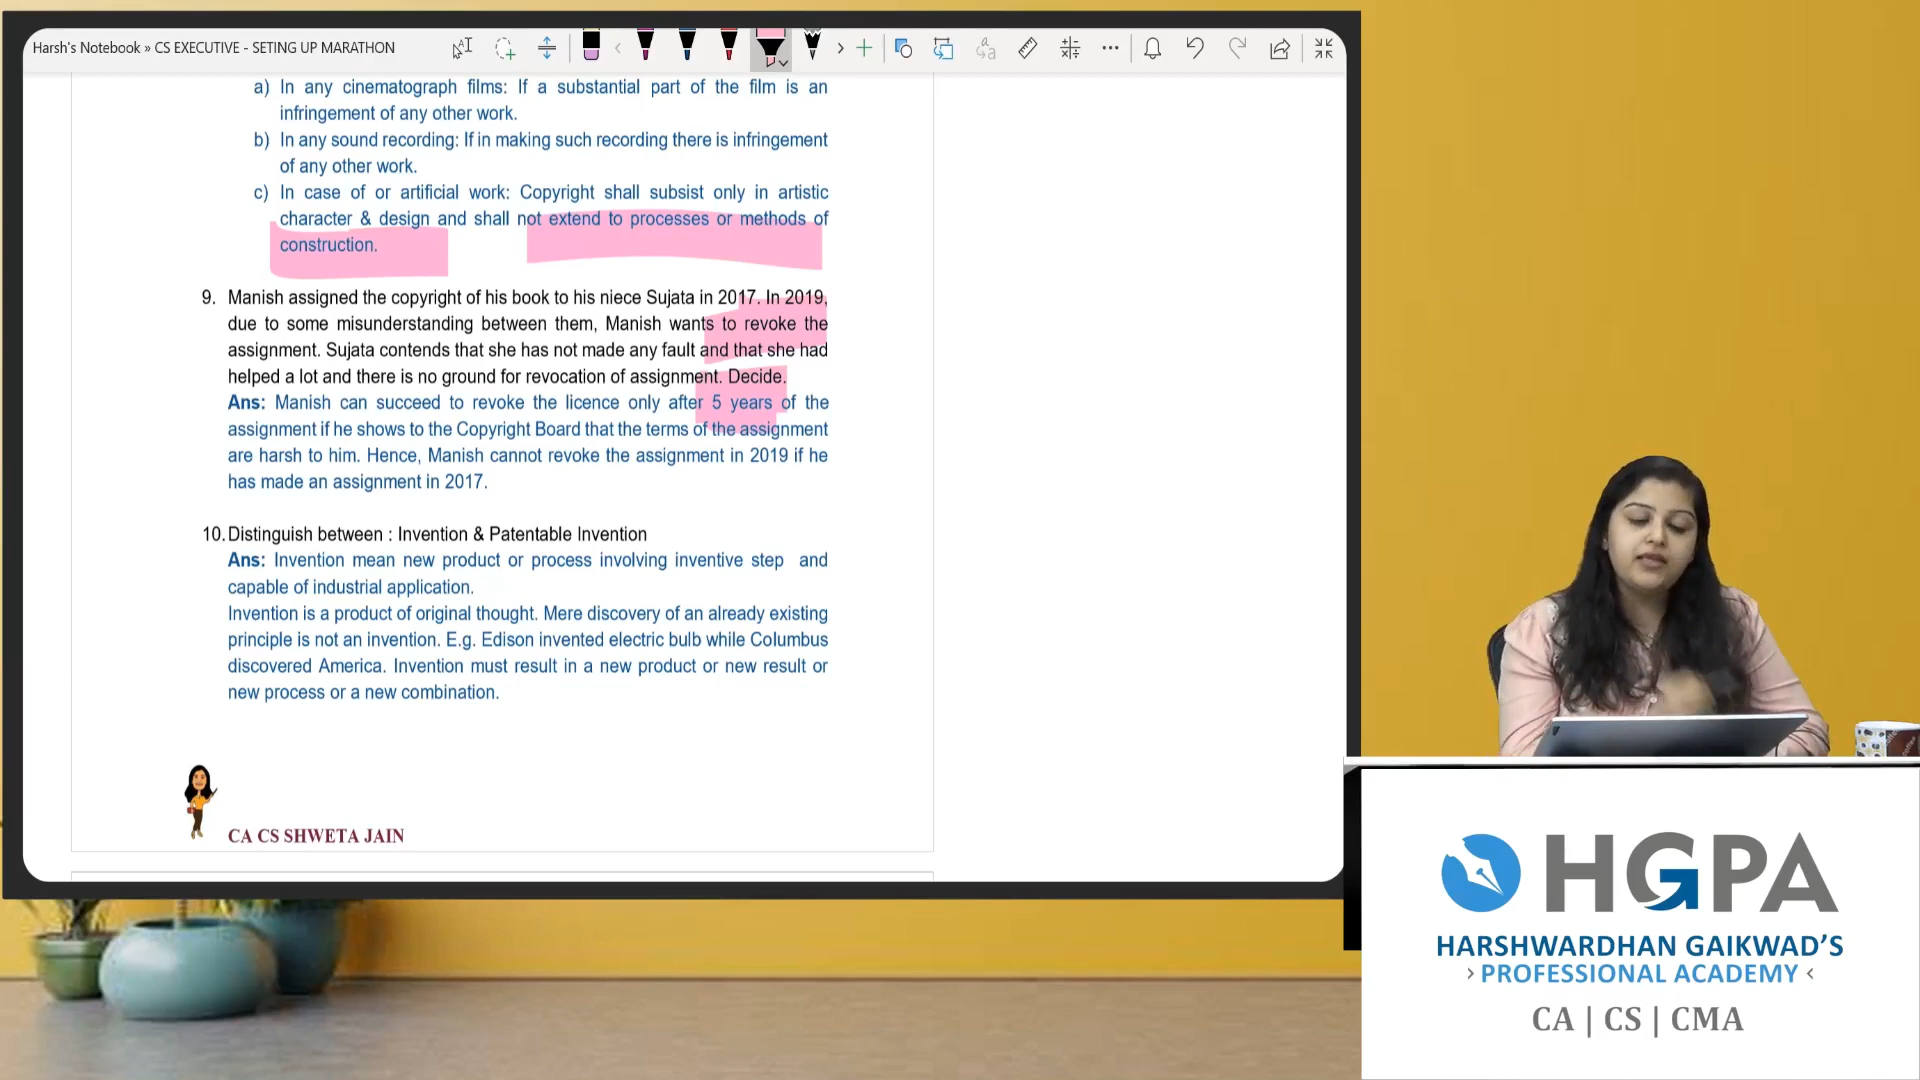 Harsh's Notebook » CS EXECUTIVE - SETING UP MARATHON
a) In any cinematograph films: If a substantial part of the film is an
infringement of any other work.
b) In any sound recording: If in making such recording there is infringement
of any other work.
c) In case of or artificial work: Copyright shall subsist only in artistic
character & design and shall not extend to processes or methods of
construction.
9. Manish assigned the copyright of his book to his niece Sujata in 2017. In 2019,
due to some misunderstanding between them, Manish wants to revoke the
assignment. Sujata contends that she has not made any fault and that she had
helped a lot and there is no ground for revocation of assignment. Decide.
Ans: Manish can succeed to revoke the licence only after 5 years of the
assignment if he shows to the Copyright Board that the terms of the assignment
are harsh to him. Hence, Manish cannot revoke the assignment in 2019 if he
has made an assignment in 2017.
10. Distinguish between : Invention & Patentable Invention
Ans: Invention mean new product or process involving inventive step and
capable of industrial application.
Invention is a product of original thought. Mere discovery of an already existing
principle is not an invention. E.g. Edison invented electric bulb while Columbus
discovered America. Invention must result in a new product or new result or
new process or a new combination.
CA CS SHWETA JAIN
HGPA
HARSHWARDHAN GAIKWAD'S
› PROFESSIONAL ACADEMY ‹
CA | CS | CMA